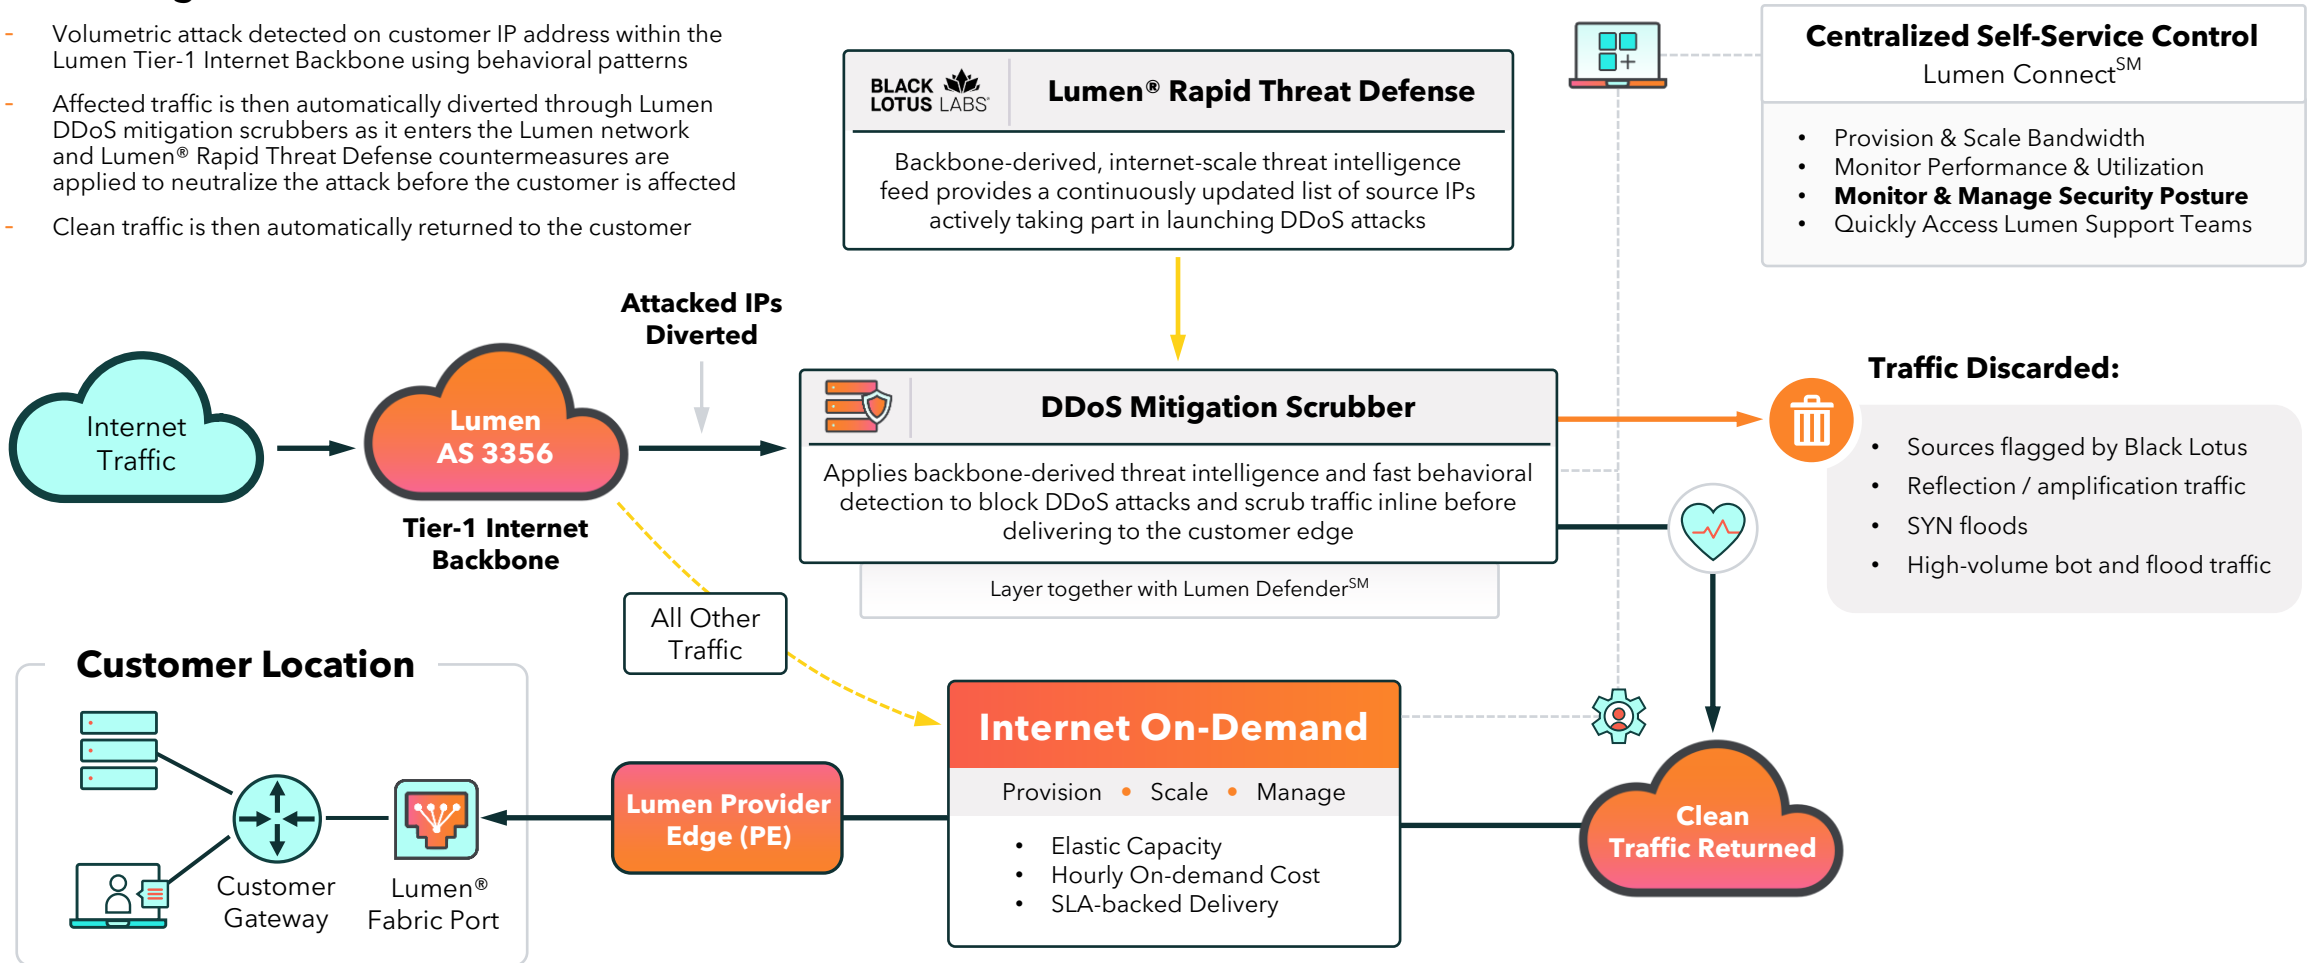 - Volumetric attack detected on customer IP address within the
Lumen Tier-1 Internet Backbone using behavioral patterns
- Affected traffic is then automatically diverted through Lumen
DDoS mitigation scrubbers as it enters the Lumen network
and Lumen® Rapid Threat Defense countermeasures are
applied to neutralize the attack before the customer is affected
- Clean traffic is then automatically returned to the customer
BLACK
LOTUS LABS®
Lumen® Rapid Threat Defense
Backbone-derived, internet-scale threat intelligence
feed provides a continuously updated list of source IPs
actively taking part in launching DDoS attacks
Centralized Self-Service Control
Lumen Connect℠
• Provision & Scale Bandwidth
• Monitor Performance & Utilization
• Monitor & Manage Security Posture
• Quickly Access Lumen Support Teams
Attacked IPs
Diverted
Internet
Traffic
Lumen
AS 3356
Tier-1 Internet
Backbone
DDoS Mitigation Scrubber
Applies backbone-derived threat intelligence and fast behavioral
detection to block DDoS attacks and scrub traffic inline before
delivering to the customer edge
Layer together with Lumen Defender℠
Traffic Discarded:
• Sources flagged by Black Lotus
• Reflection / amplification traffic
• SYN floods
• High-volume bot and flood traffic
All Other
Traffic
Customer Location
Customer
Gateway
Lumen®
Fabric Port
Lumen Provider
Edge (PE)
Internet On-Demand
Provision • Scale • Manage
• Elastic Capacity
• Hourly On-demand Cost
• SLA-backed Delivery
Clean
Traffic Returned